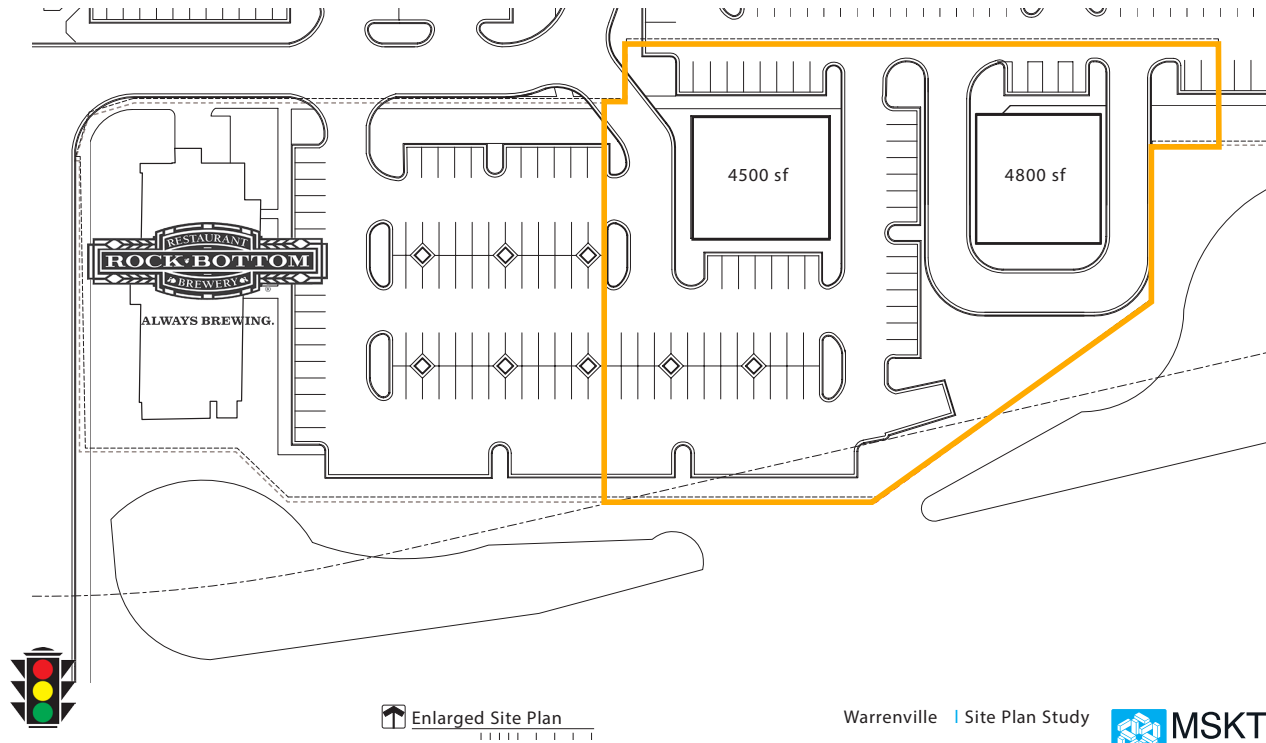 4500 sf
4800 sf
RESTAURANT
ROCK BOTTOM
BREWERY
®
ALWAYS BREWING.
Enlarged Site Plan
Warrenville | Site Plan Study
MSKT